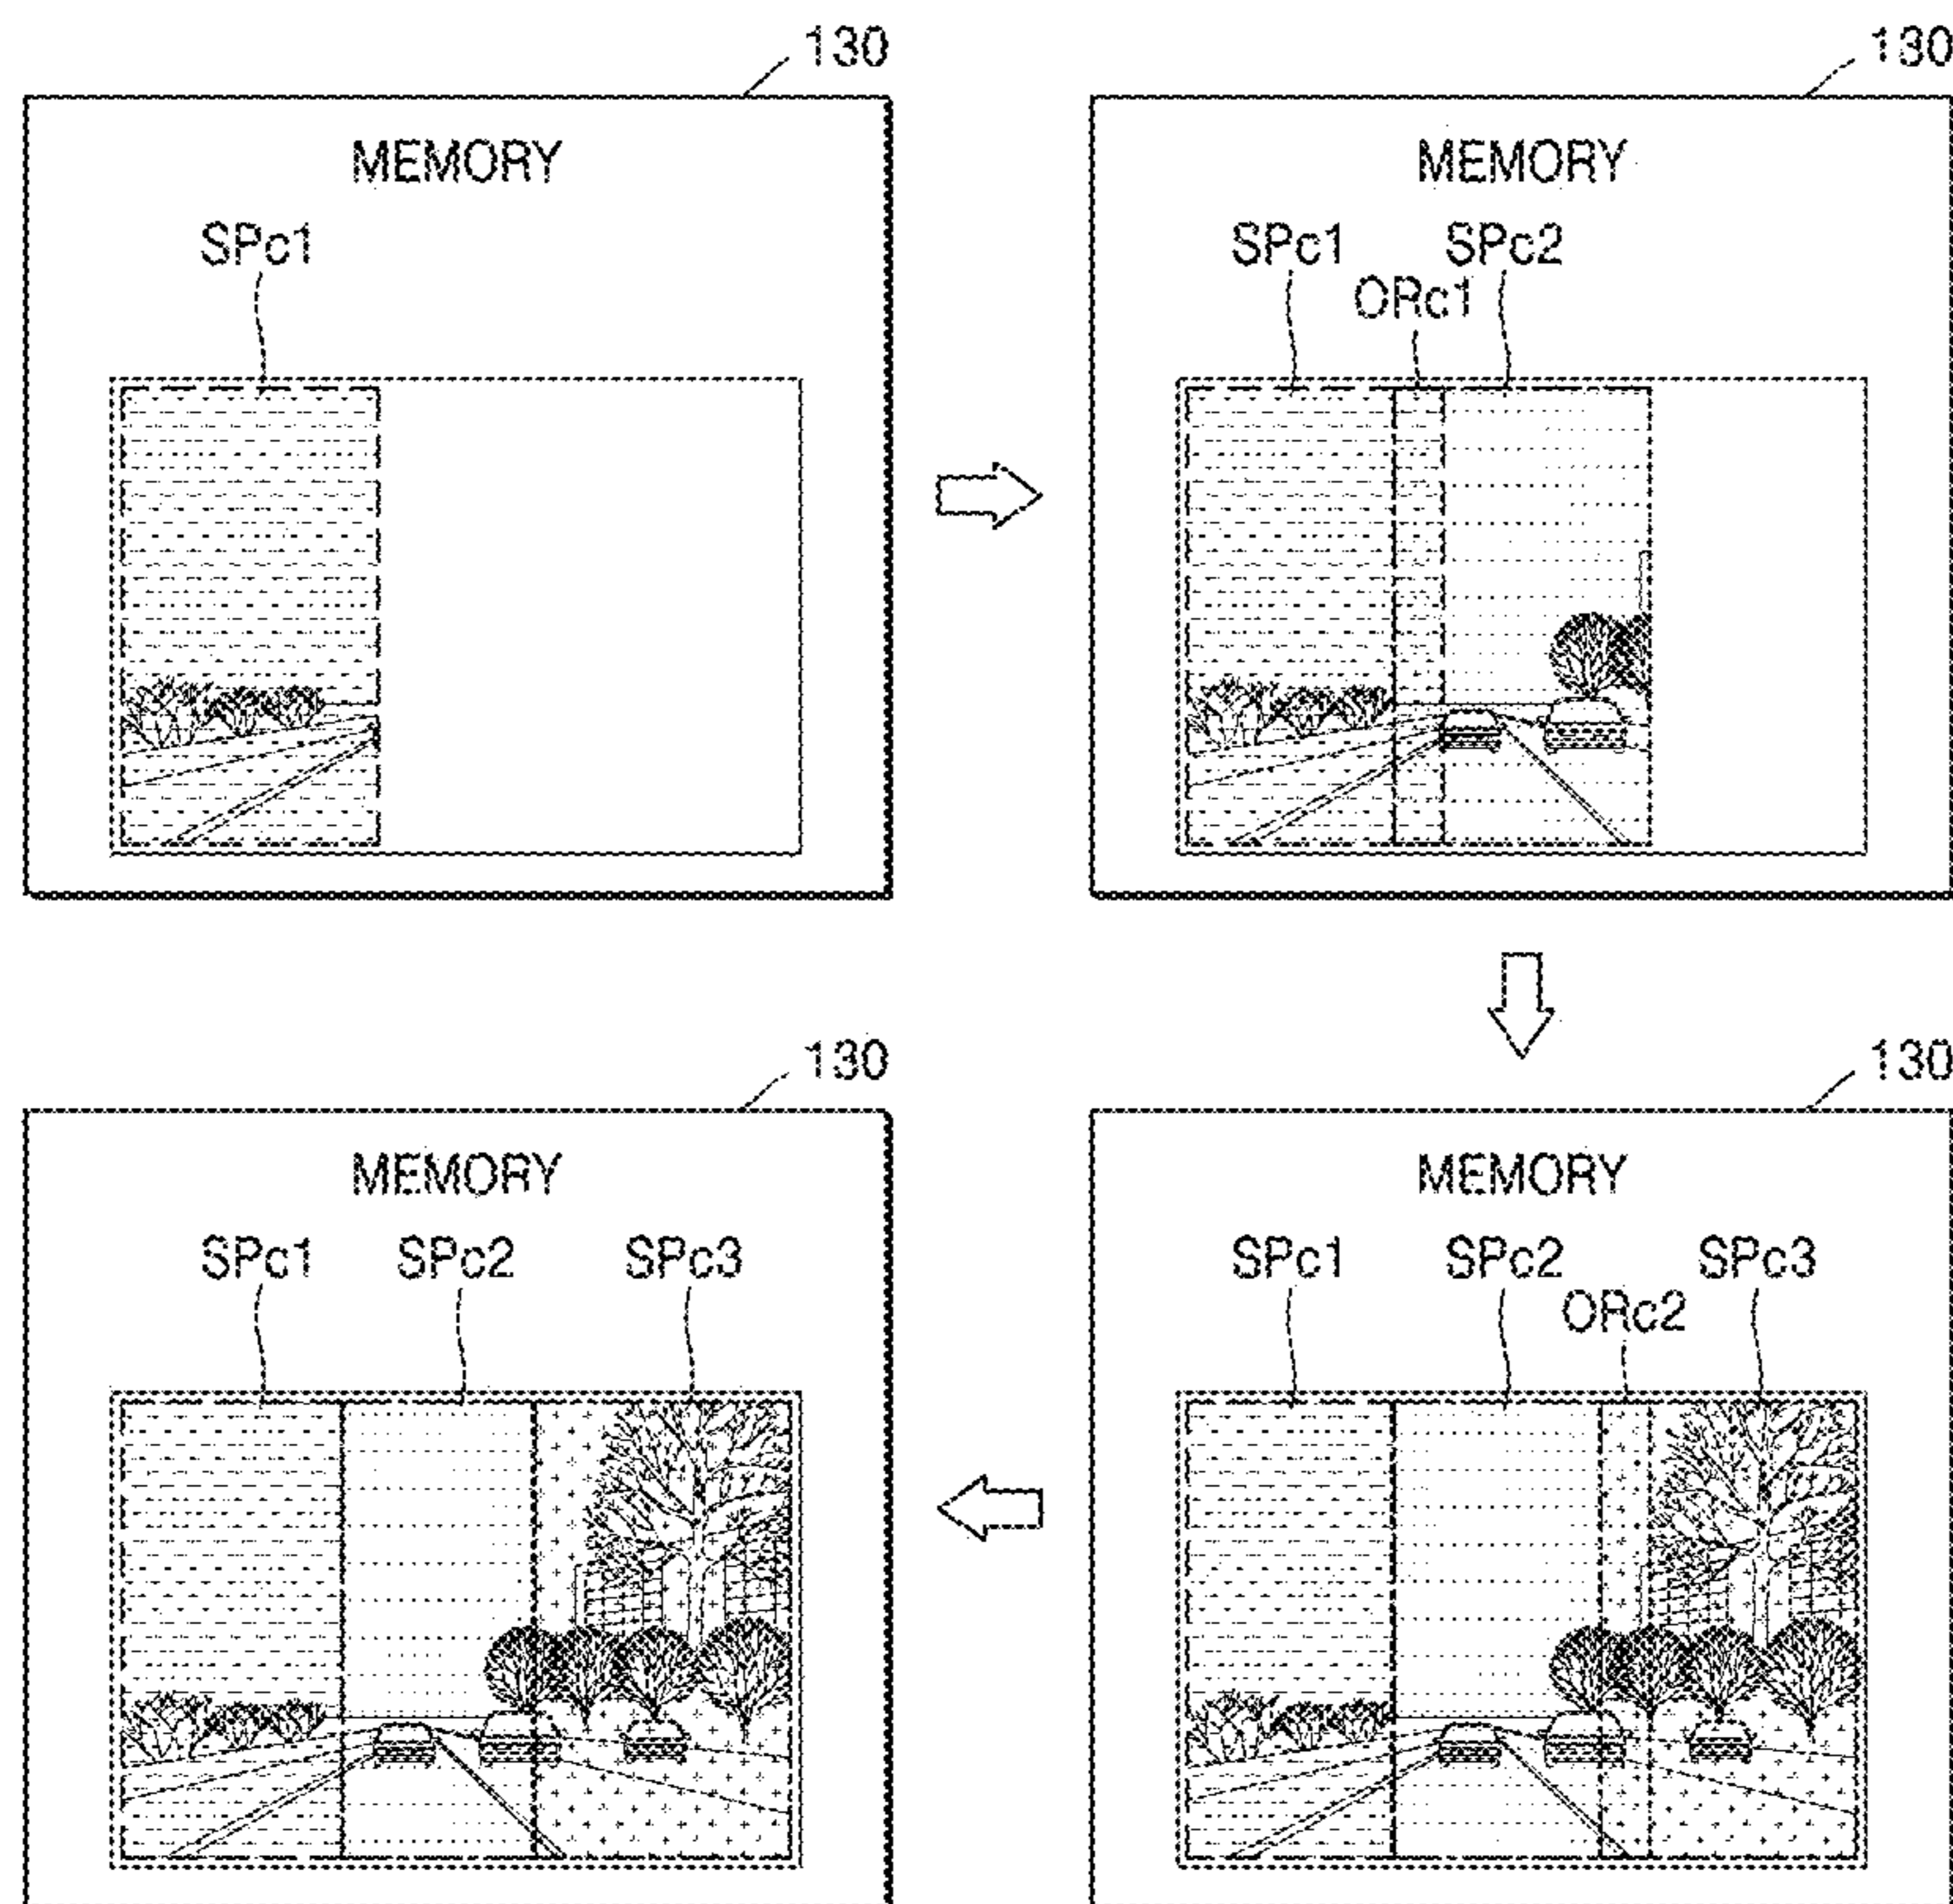 130
MEMORY
SPc1
130
MEMORY
SPc1 SPc2
ORc1
130
MEMORY
SPc1 SPc2 SPc3
130
MEMORY
SPc1 SPc2 SPc3
ORc2